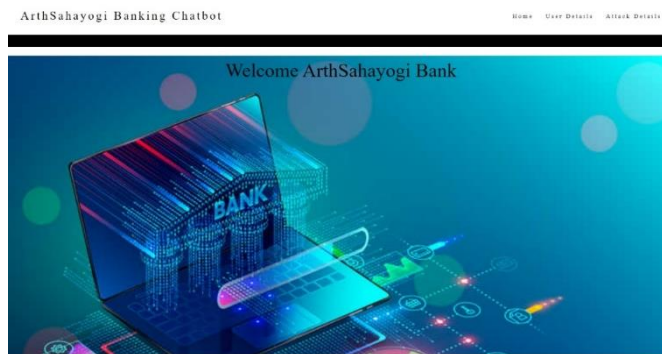 ArthSahayogi Banking Chatbot
Home User Details Attack Details
Welcome ArthSahayogi Bank
BANK